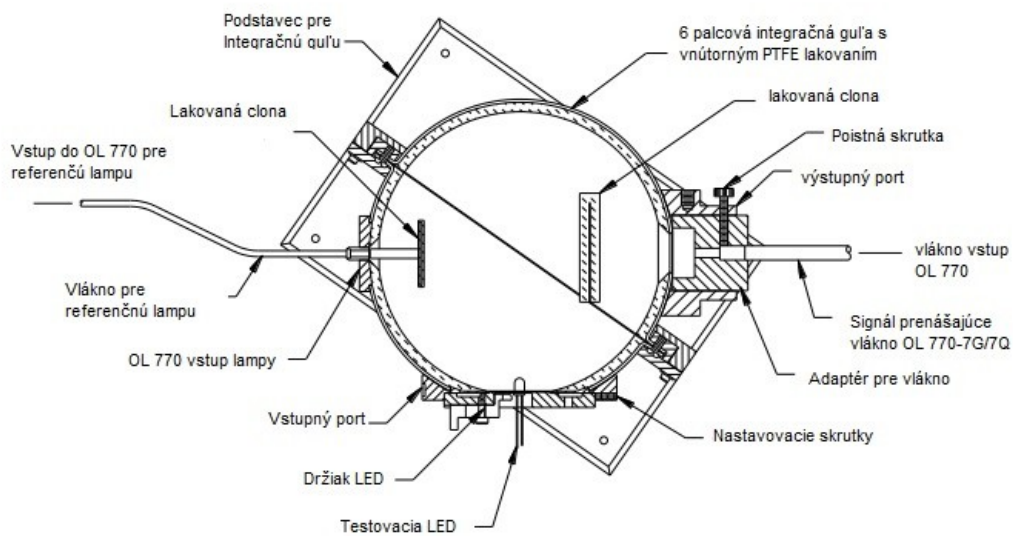 Podstavec pre
Integračnú guľu
6 palcová integračná guľa s
vnútorným PTFE lakovaním
Lakovaná clona
lakovaná clona
Poistná skrutka
Vstup do OL 770 pre
referenčú lampu
výstupný port
vlákno vstup
OL 770
Vlákno pre
referenčnú lampu
Signál prenášajúce
vlákno OL 770-7G/7Q
OL 770 vstup lampy
Adaptér pre vlákno
Vstupný port
Nastavovacie skrutky
Držiak LED
Testovacia LED